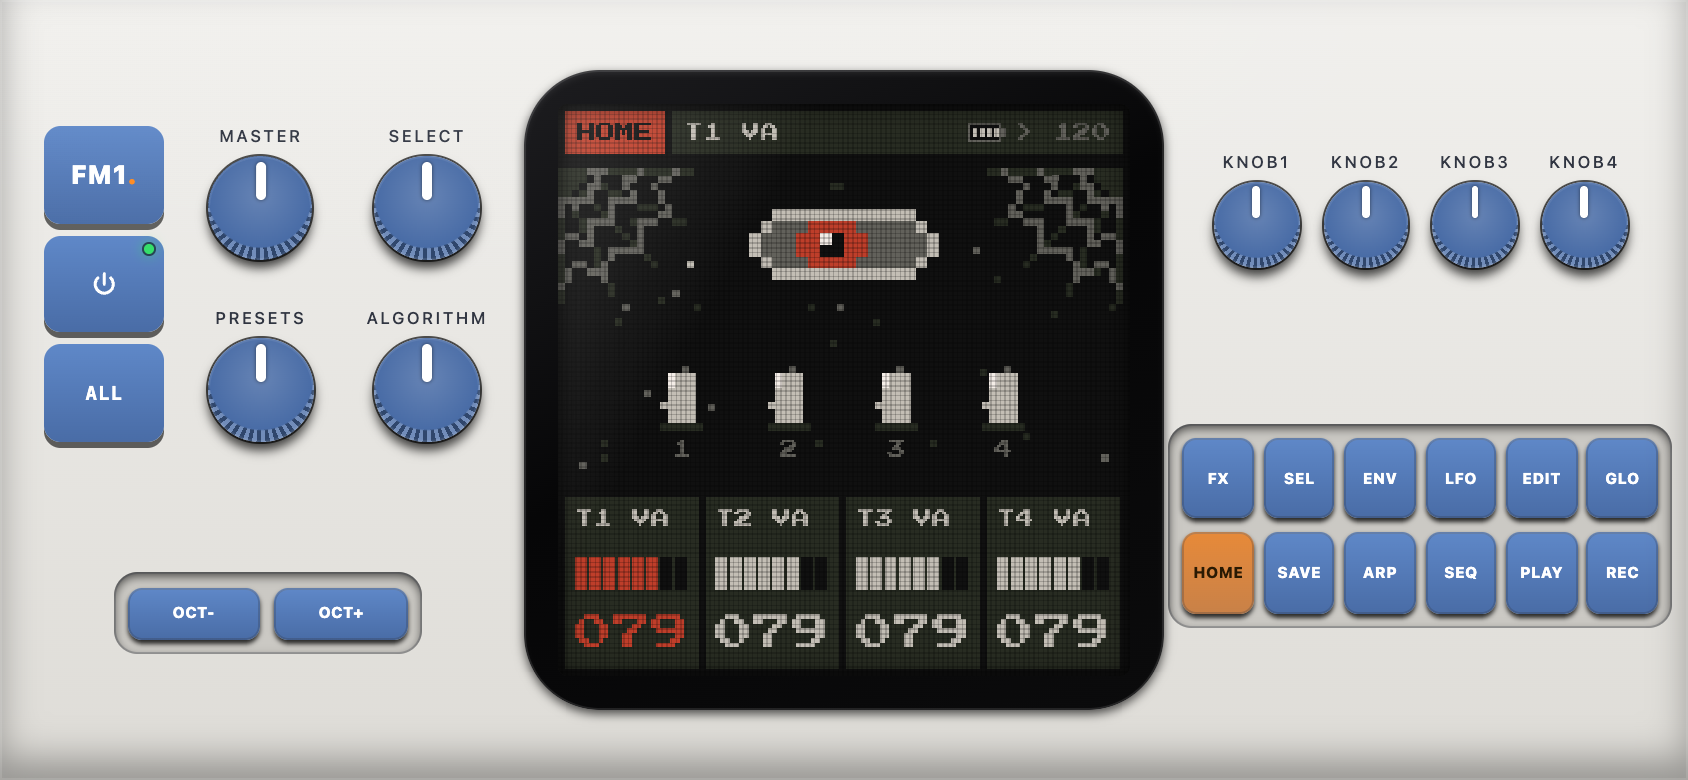 FM1.
ALL
MASTER
SELECT
PRESETS
ALGORITHM
OCT-
OCT+
HOME
T1 VA
> 120
1
2
3
4
T1 VA
T2 VA
T3 VA
T4 VA
079
079
079
079
KNOB1
KNOB2
KNOB3
KNOB4
FX
SEL
ENV
LFO
EDIT
GLO
HOME
SAVE
ARP
SEQ
PLAY
REC